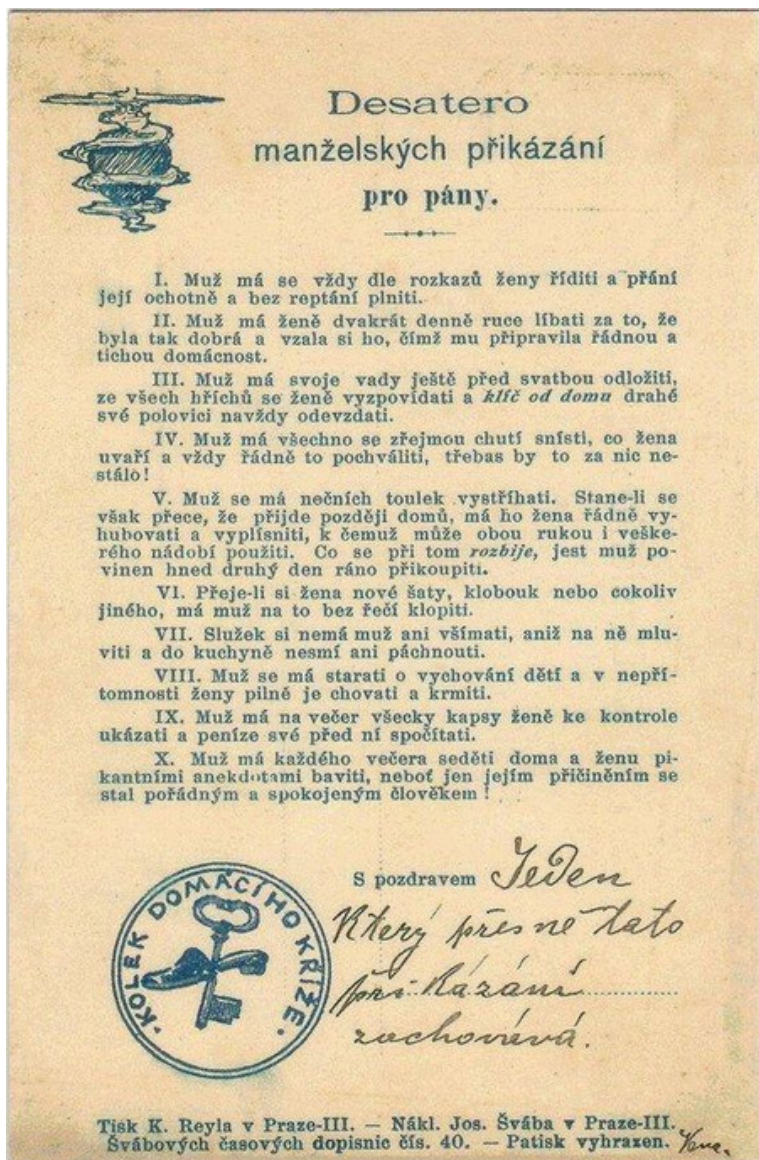 Desatero
manželských přikázání
pro pány.
I. Muž má se vždy dle rozkazů ženy říditi a přání
její ochotně a bez reptání plniti.
II. Muž má ženě dvakrát denně ruce líbati za to, že
byla tak dobrá a vzala si ho, čímž mu připravila řádnou a
tichou domácnost.
III. Muž má svoje vady ještě před svatbou odložiti,
ze všech hříchů se ženě vyzpovídati a klíč od domu drahé
své polovici navždy odevzdati.
IV. Muž má všechno se zřejmou chutí snísti, co žena
uvaří a vždy řádně to pochváliti, třebas by to za nic ne-
stálo!
V. Muž se má nečních toulek vystříhati. Stane-li se
však přece, že přijde později domů, má ho žena řádně vy-
hubovati a vyplísniti, k čemuž může obou rukou i veške-
rého nádobí použiti. Co se při tom rozbije, jest muž po-
vinen hned druhý den ráno přikoupiti.
VI. Přeje-li si žena nové šaty, klobouk nebo cokoliv
jiného, má muž na to bez řečí klopiti.
VII. Služek si nemá muž ani všímati, aniž na ně mlu-
viti a do kuchyně nesmí ani páchnouti.
VIII. Muž se má starati o vychování dětí a v nepří-
tomnosti ženy pilně je chovati a krmiti.
IX. Muž má na večer všecky kapsy ženě ke kontrole
ukázati a peníze své před ní spočítati.
X. Muž má každého večera seděti doma a ženu pi-
kantními anekdotami baviti, neboť jen jejím přičiněním se
stal pořádným a spokojeným člověkem!
S pozdravem Jeden
Který přesně tato
při kázání
zachovává.
· KOLEK DOMÁCÍHO KŘÍŽE ·
Tisk K. Reyla v Praze-III. — Nákl. Jos. Švába v Praze-III.
Švábových časových dopisnic čís. 40. — Patisk vyhrazen.